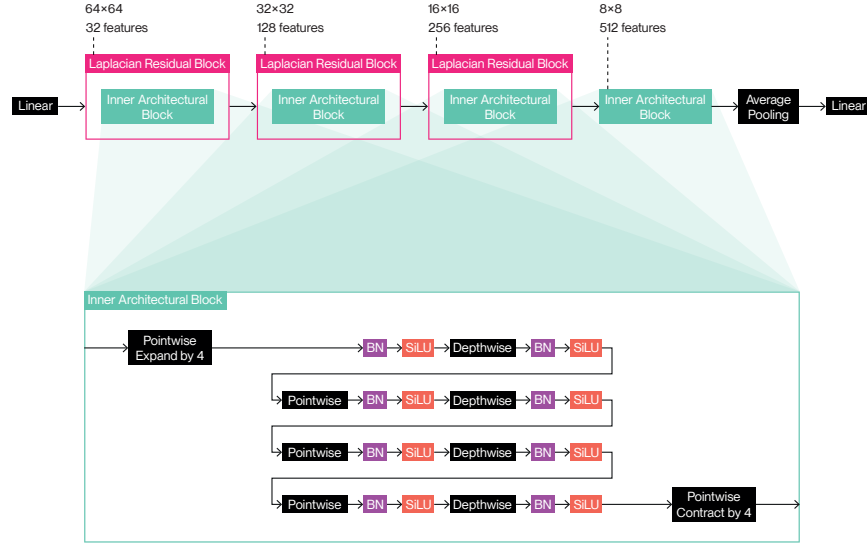 64×64
32 features
32×32
128 features
16×16
256 features
8×8
512 features
Laplacian Residual Block
Laplacian Residual Block
Laplacian Residual Block
Linear
Inner Architectural
Block
Inner Architectural
Block
Inner Architectural
Block
Inner Architectural
Block
Average
Pooling
Linear
Inner Architectural Block
Pointwise
Expand by 4
BN
SiLU
Depthwise
BN
SiLU
Pointwise
BN
SiLU
Depthwise
BN
SiLU
Pointwise
BN
SiLU
Depthwise
BN
SiLU
Pointwise
BN
SiLU
Depthwise
BN
SiLU
Pointwise
Contract by 4